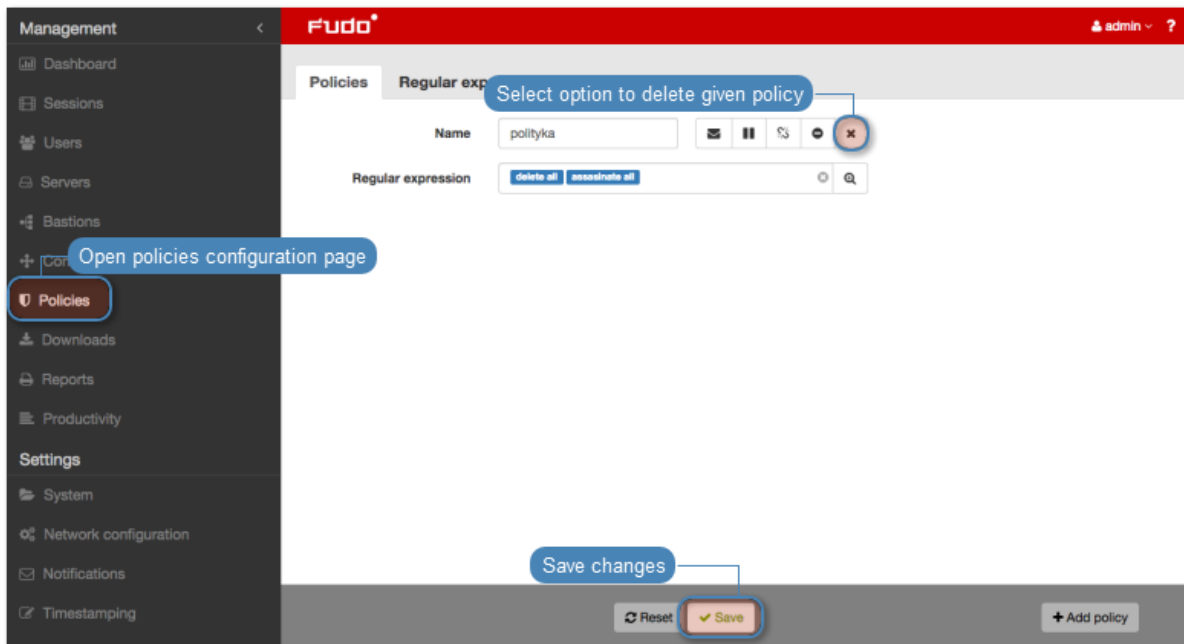 Management
Fudo
admin
?
Dashboard
Policies
Regular exp
Select option to delete given policy
Sessions
Name
polityka
Users
Servers
Regular expression
delete all
assasinate all
Bastions
Con
Open policies configuration page
Policies
Downloads
Reports
Productivity
Settings
System
Network configuration
Notifications
Save changes
Timestamping
Reset
Save
Add policy